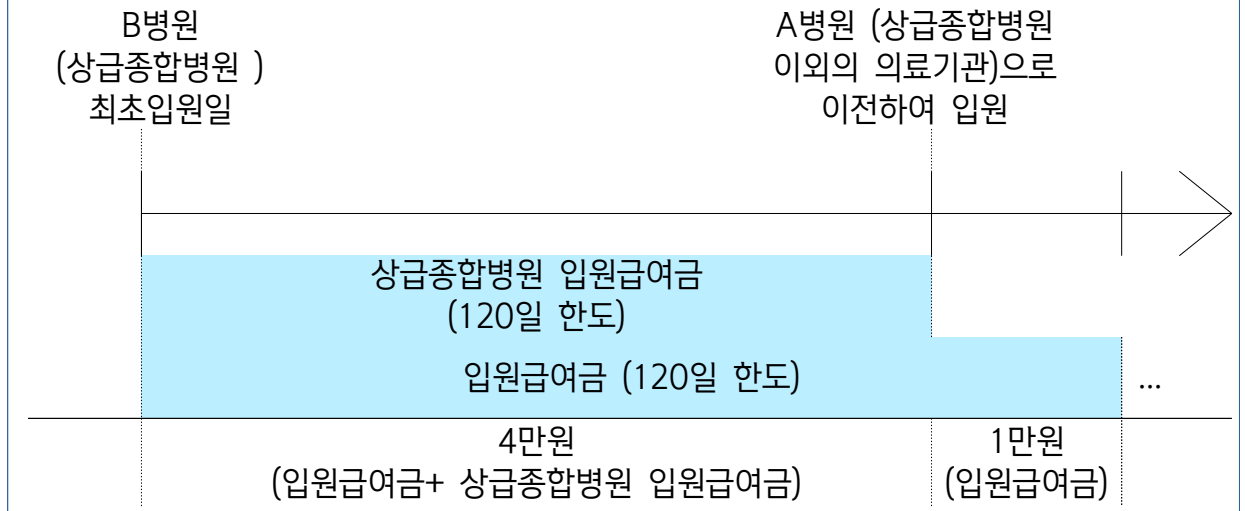 B병원
(상급종합병원 )
최초입원일
A병원 (상급종합병원
이외의 의료기관)으로
이전하여 입원
상급종합병원 입원급여금
(120일 한도)
입원급여금 (120일 한도)
...
4만원
(입원급여금+ 상급종합병원 입원급여금)
1만원
(입원급여금)